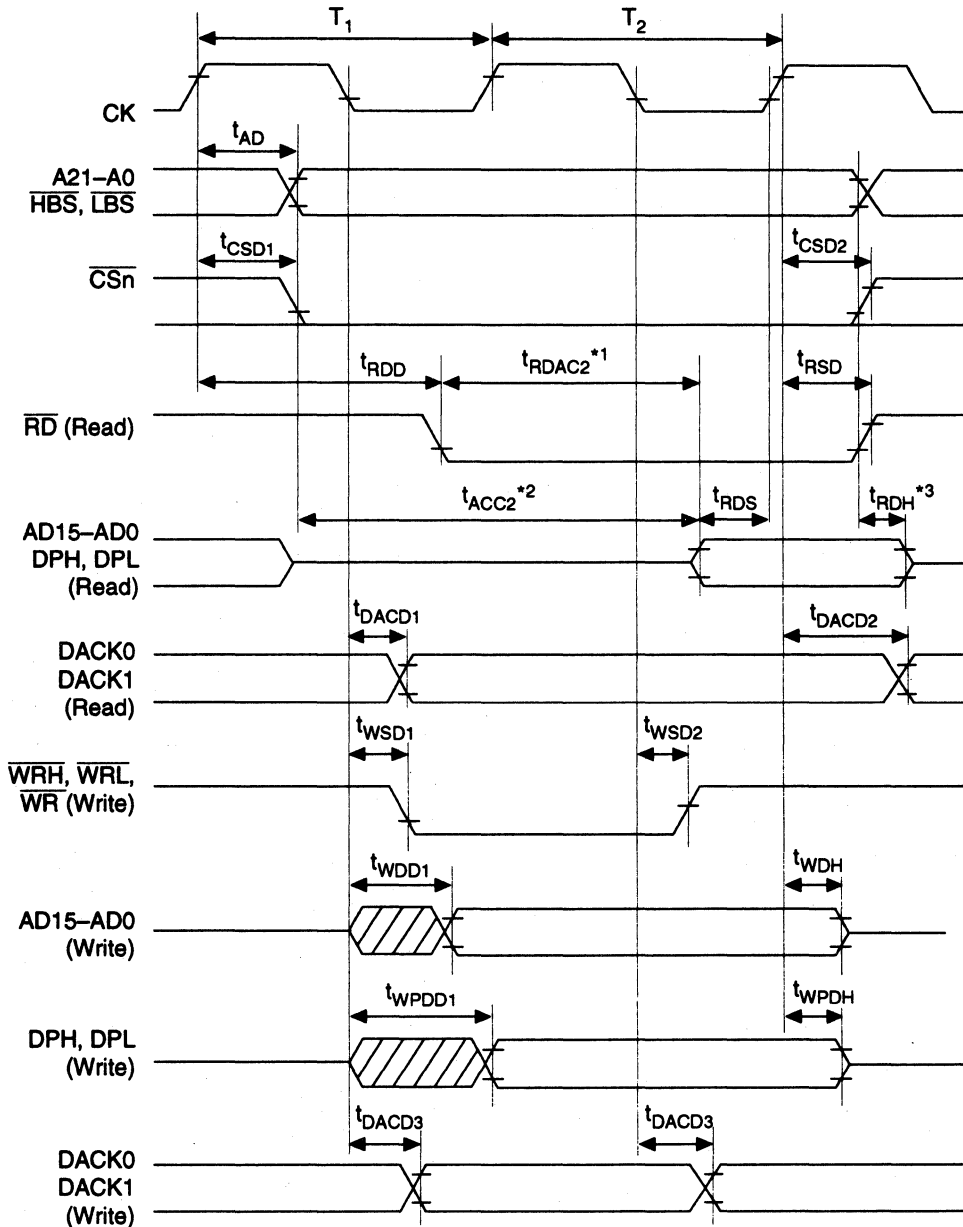 T1 T2
CK
tAD
A21–A0
HBS, LBS
tCSD1 tCSD2
CSn
tRDD tRDAC2*1 tRSD
RD (Read)
tACC2*2 tRDS tRDH*3
AD15–AD0
DPH, DPL
(Read)
tDACD1 tDACD2
DACK0
DACK1
(Read)
tWSD1 tWSD2
WRH, WRL,
WR (Write)
tWDD1 tWDH
AD15–AD0
(Write)
tWPDD1 tWPDH
DPH, DPL
(Write)
tDACD3 tDACD3
DACK0
DACK1
(Write)